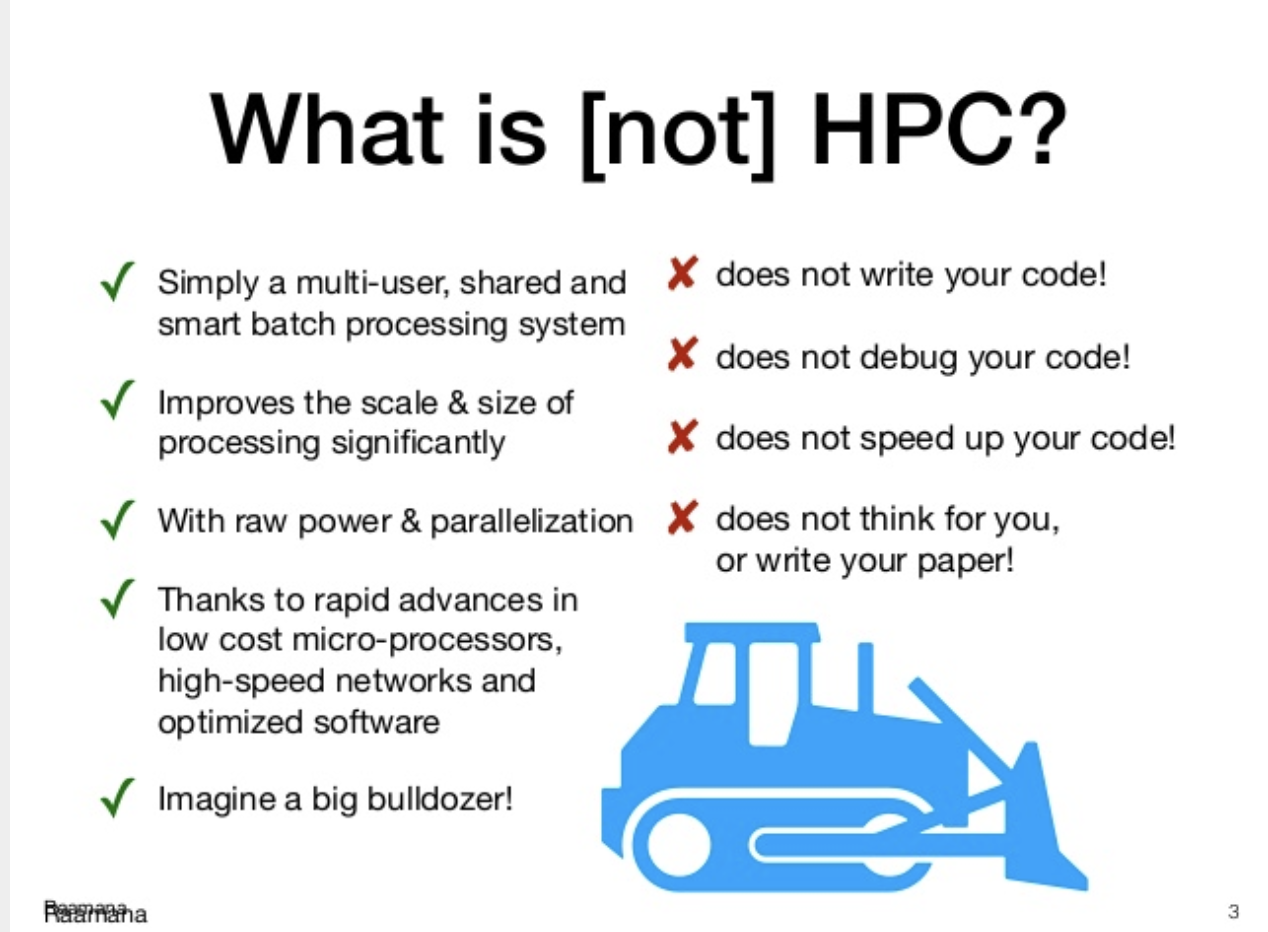 What is [not] HPC?
✓ Simply a multi-user, shared and
smart batch processing system
✓ Improves the scale & size of
processing significantly
✓ With raw power & parallelization
✓ Thanks to rapid advances in
low cost micro-processors,
high-speed networks and
optimized software
✓ Imagine a big bulldozer!
✘ does not write your code!
✘ does not debug your code!
✘ does not speed up your code!
✘ does not think for you,
or write your paper!
Raamana
Raamana
3